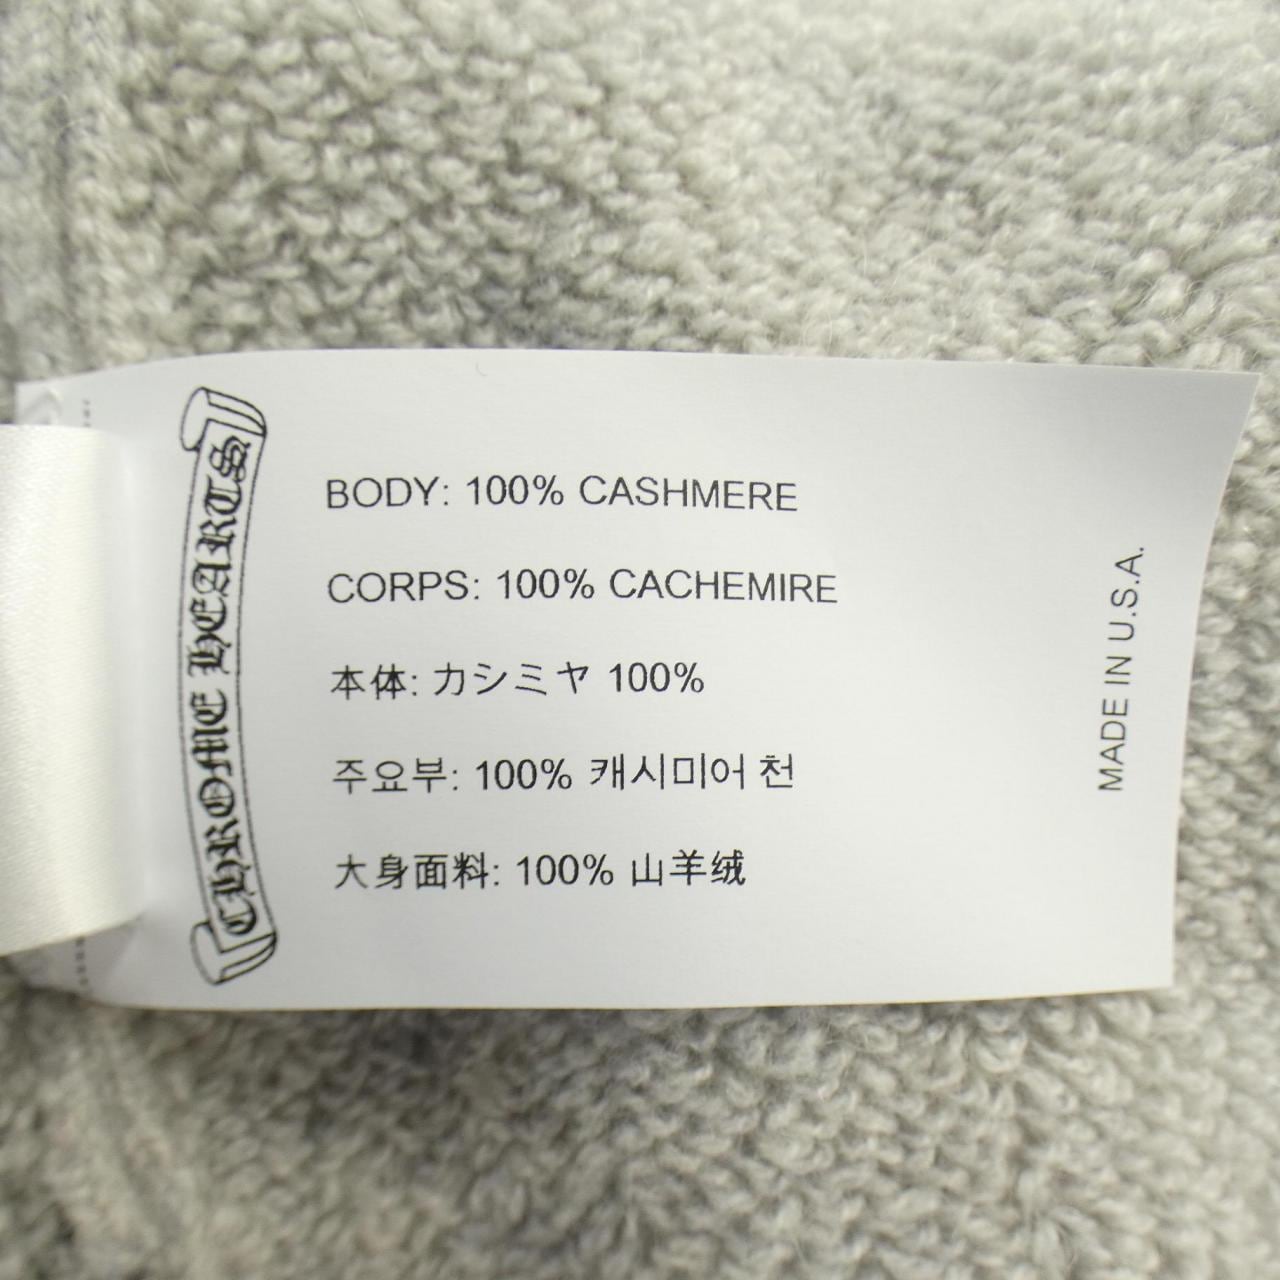 CHROME HEARTS
BODY: 100% CASHMERE
CORPS: 100% CACHEMIRE
本体: カシミヤ 100%
주요부: 100% 캐시미어 천
大身面料: 100% 山羊绒
MADE IN U.S.A.